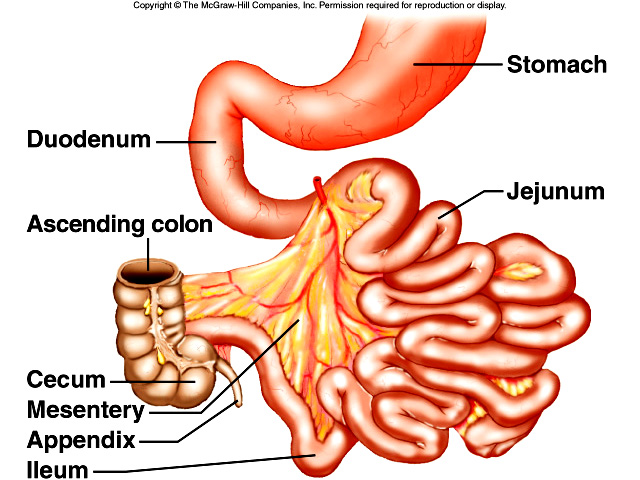 Copyright © The McGraw-Hill Companies, Inc. Permission required for reproduction or display.
Stomach
Duodenum
Jejunum
Ascending colon
Cecum
Mesentery
Appendix
Ileum